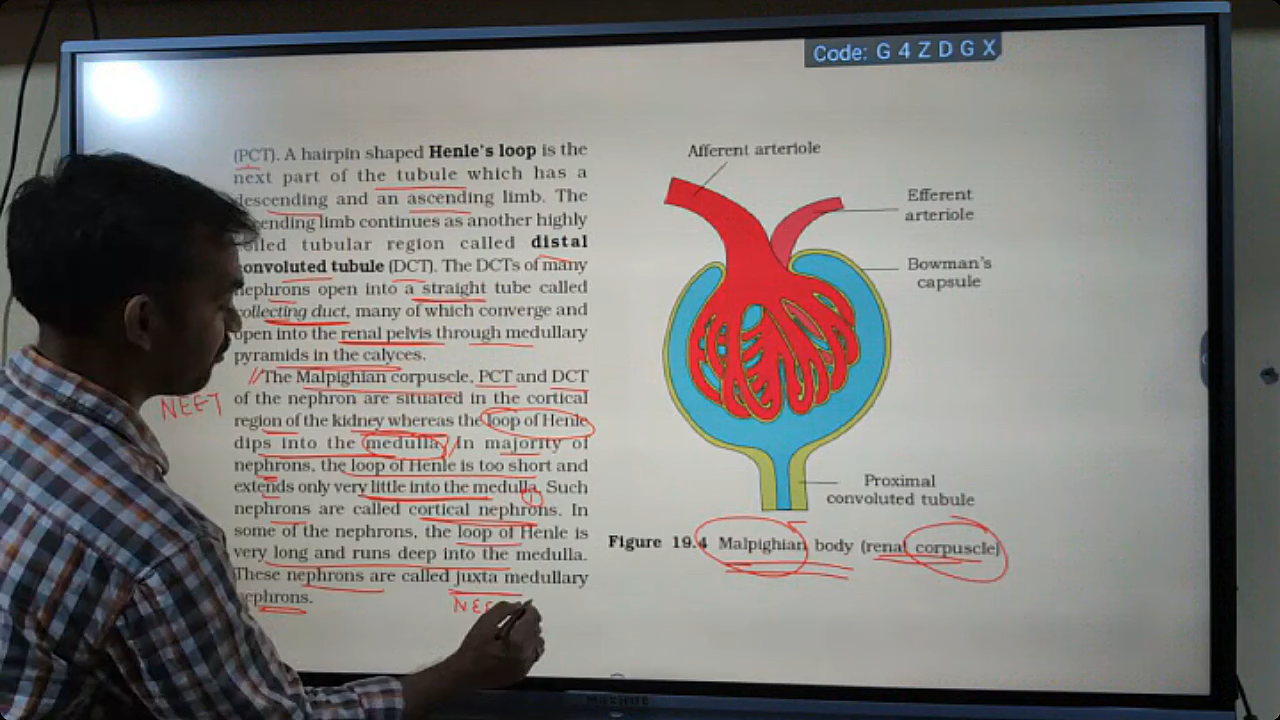 Code: G4ZDGX
(PCT). A hairpin shaped Henle's loop is the
next part of the tubule which has a
descending and an ascending limb. The
ascending limb continues as another highly
coiled tubular region called distal
convoluted tubule (DCT). The DCTs of many
nephrons open into a straight tube called
collecting duct, many of which converge and
open into the renal pelvis through medullary
pyramids in the calyces.
The Malpighian corpuscle, PCT and DCT
of the nephron are situated in the cortical
region of the kidney whereas the loop of Henle
dips into the medulla. In majority of
nephrons, the loop of Henle is too short and
extends only very little into the medulla. Such
nephrons are called cortical nephrons. In
some of the nephrons, the loop of Henle is
very long and runs deep into the medulla.
These nephrons are called juxta medullary
nephrons.
NEET
NEE
Afferent arteriole
Efferent
arteriole
Bowman's
capsule
Proximal
convoluted tubule
Figure 19.4 Malpighian body (renal corpuscle)